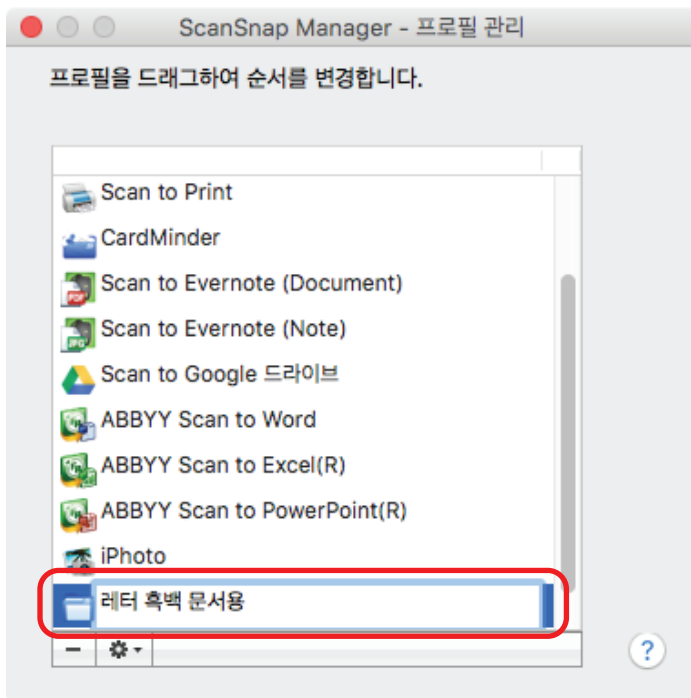 ScanSnap Manager - 프로필 관리
프로필을 드래그하여 순서를 변경합니다.
Scan to Print
CardMinder
Scan to Evernote (Document)
Scan to Evernote (Note)
Scan to Google 드라이브
ABBYY Scan to Word
ABBYY Scan to Excel(R)
ABBYY Scan to PowerPoint(R)
iPhoto
레터 흑백 문서용
?